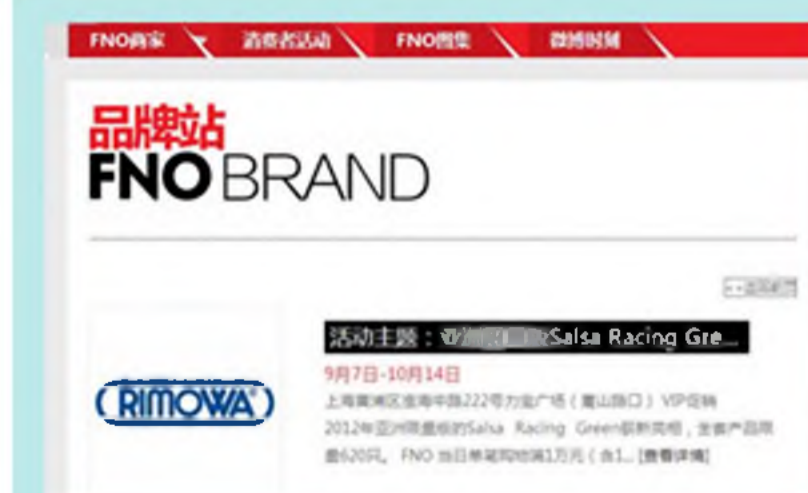 FNO商家 消费者活动 FNO图集 微博时刻
品牌站
FNO BRAND
RIMOWA
活动主题：Salsa Racing Gre...
9月7日-10月14日
上海黄浦区淮海中路222号力宝广场（嵩山路口）VIP促销
2012年亚洲限量版的Salsa Racing Green崭新亮相，全套产品限
量620只。 FNO 当日单笔购物满1万元（含1... [查看详情]